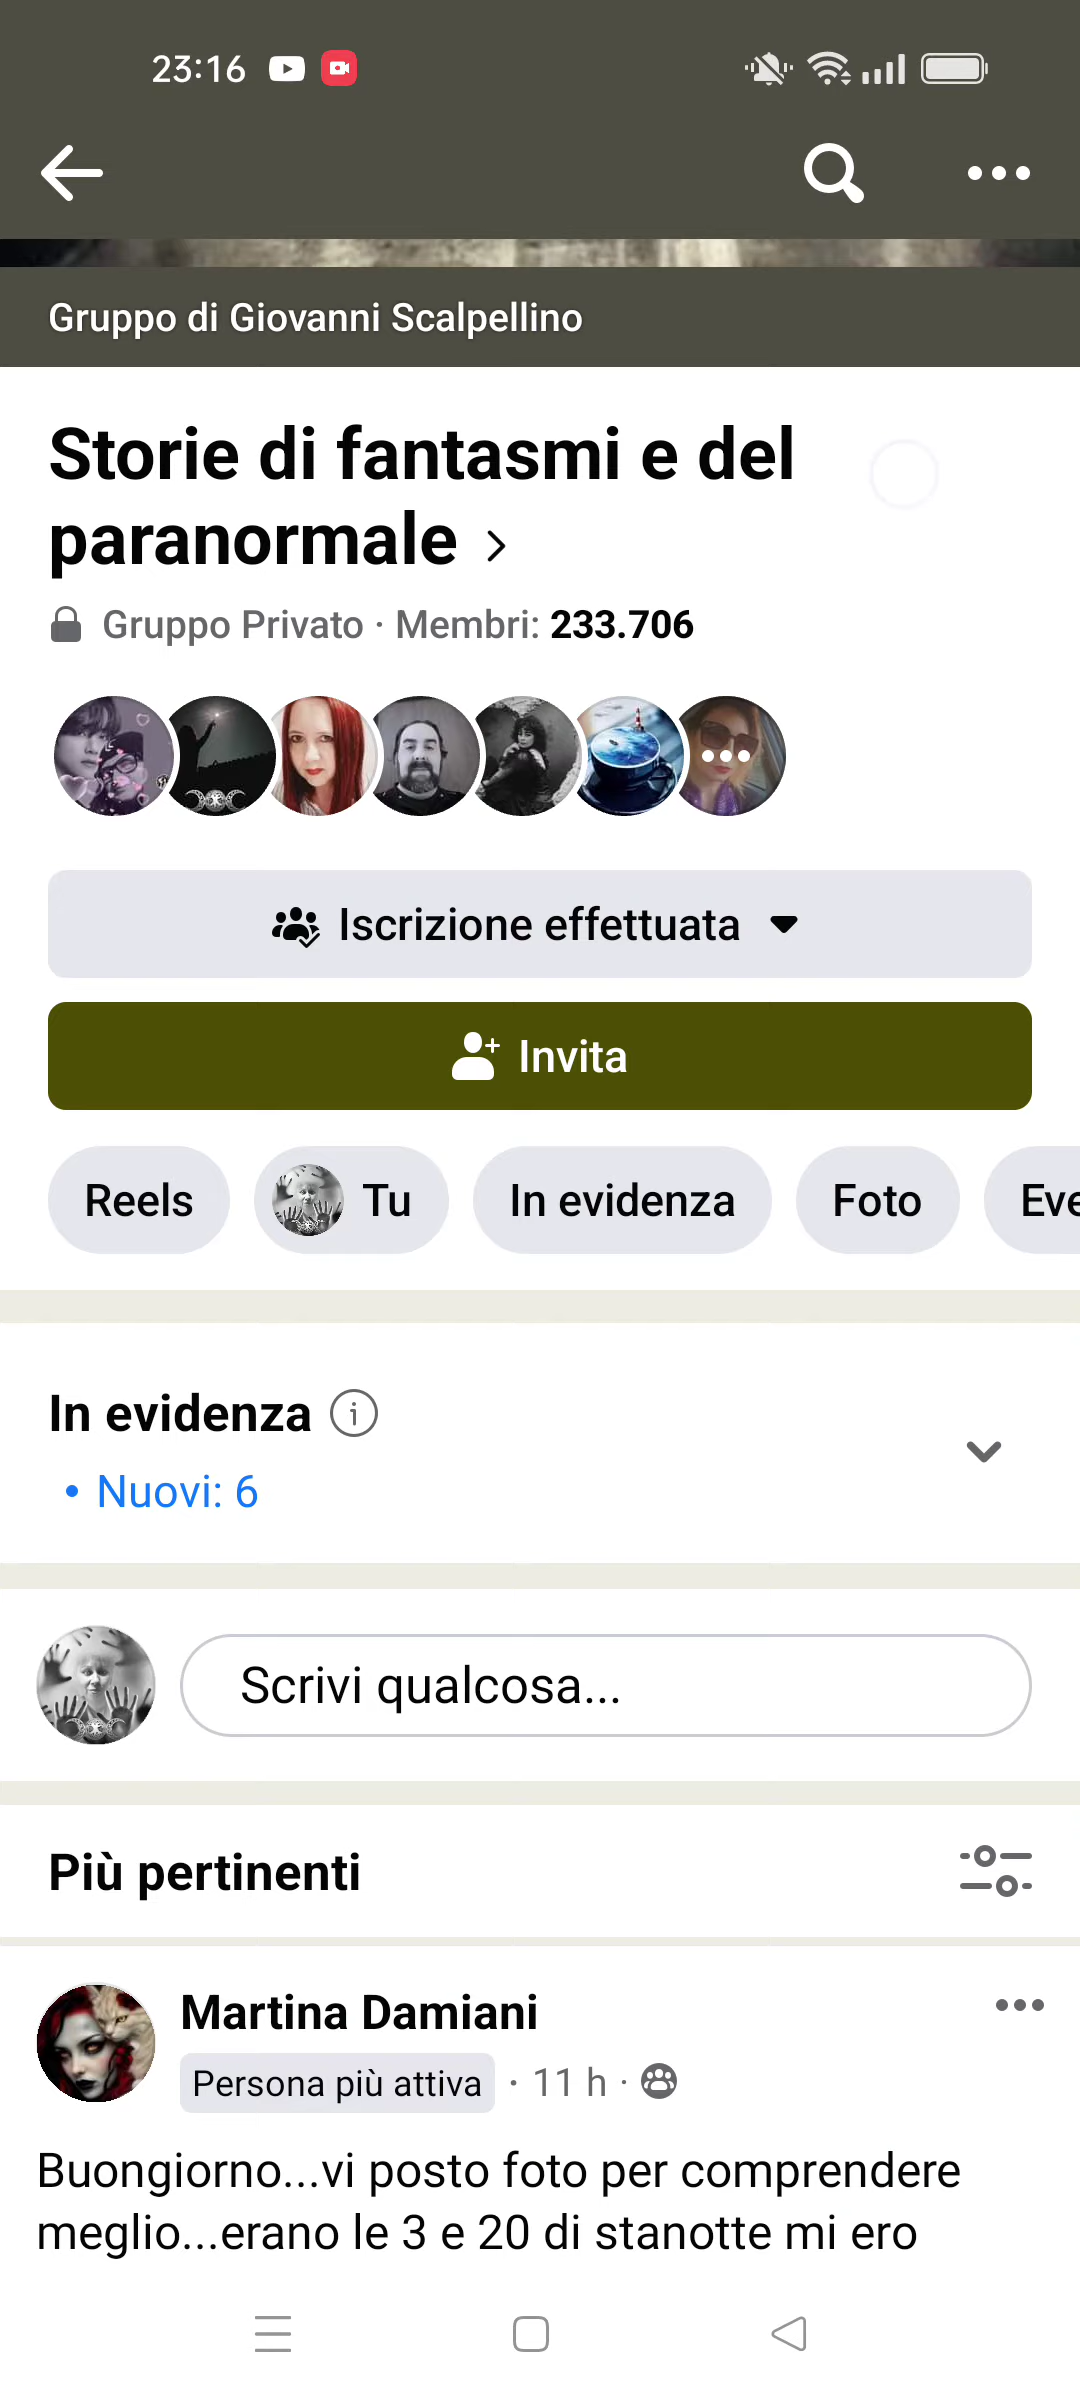 23:16
Gruppo di Giovanni Scalpellino
Storie di fantasmi e del
paranormale
Gruppo Privato · Membri: 233.706
Iscrizione effettuata
Invita
Reels Tu In evidenza Foto Eve
In evidenza
• Nuovi: 6
Scrivi qualcosa...
Più pertinenti
Martina Damiani
Persona più attiva · 11 h ·
Buongiorno...vi posto foto per comprendere
meglio...erano le 3 e 20 di stanotte mi ero